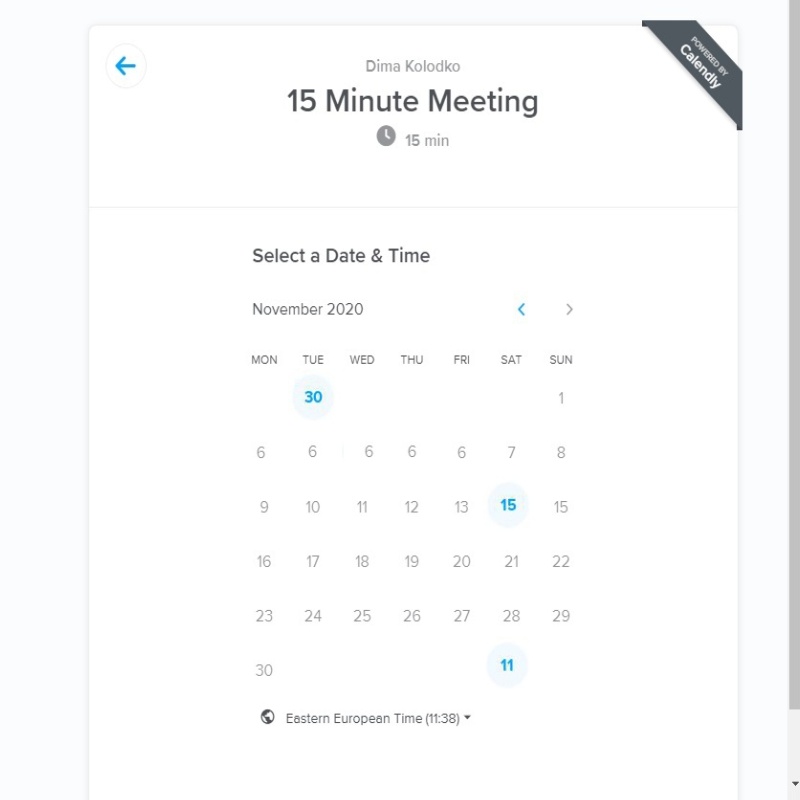 POWERED BY
Calendly
Dima Kolodko
15 Minute Meeting
15 min
Select a Date & Time
November 2020
MON TUE WED THU FRI SAT SUN
30 1
6 6 6 6 6 7 8
9 10 11 12 13 15 15
16 17 18 19 20 21 22
23 24 25 26 27 28 29
30 11
Eastern European Time (11:38)